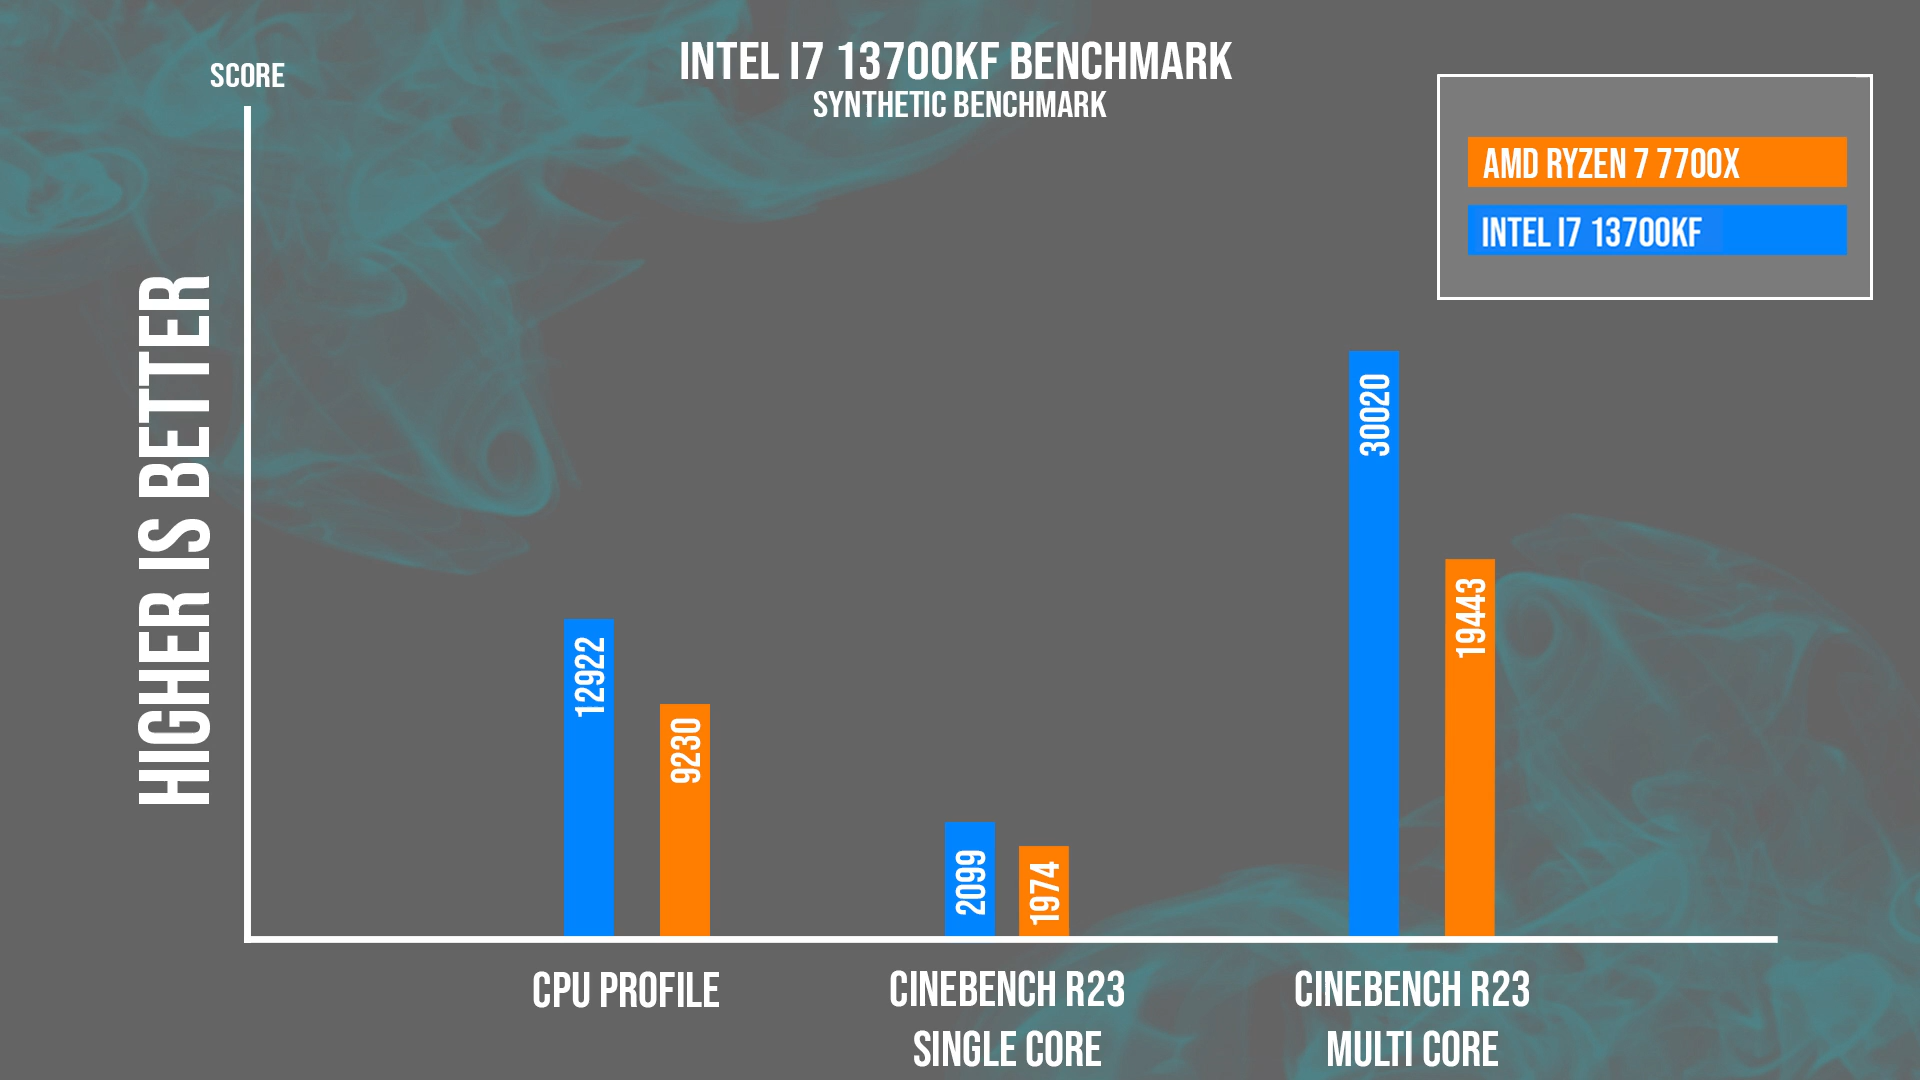 INTEL I7 13700KF BENCHMARK
SYNTHETIC BENCHMARK
SCORE
AMD RYZEN 7 7700X
INTEL I7 13700KF
HIGHER IS BETTER
12922
9230
2099
1974
30020
19443
CPU PROFILE
CINEBENCH R23
SINGLE CORE
CINEBENCH R23
MULTI CORE